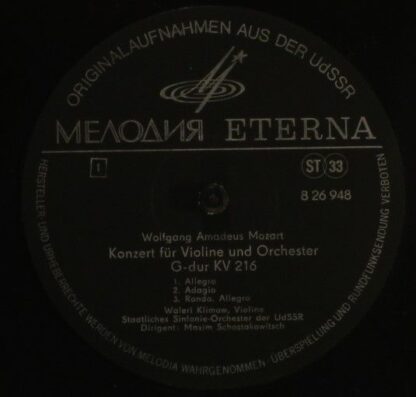 ORIGINALAUFNAHMEN AUS DER UdSSR
МЕЛОДИЯ ETERNA
1
ST 33
8 26 948
Wolfgang Amadeus Mozart
Konzert für Violine und Orchester
G-dur KV 216
1. Allegro
2. Adagio
3. Rondo. Allegro
Waleri Klimow, Violine
Staatliches Sinfonie-Orchester der UdSSR
Dirigent: Maxim Schostakowitsch
HERSTELLER- UND URHEBERRECHTE WERDEN VON MELODIA WAHRGENOMMEN · ÜBERSPIELUNG UND RUNDFUNKSENDUNG VERBOTEN